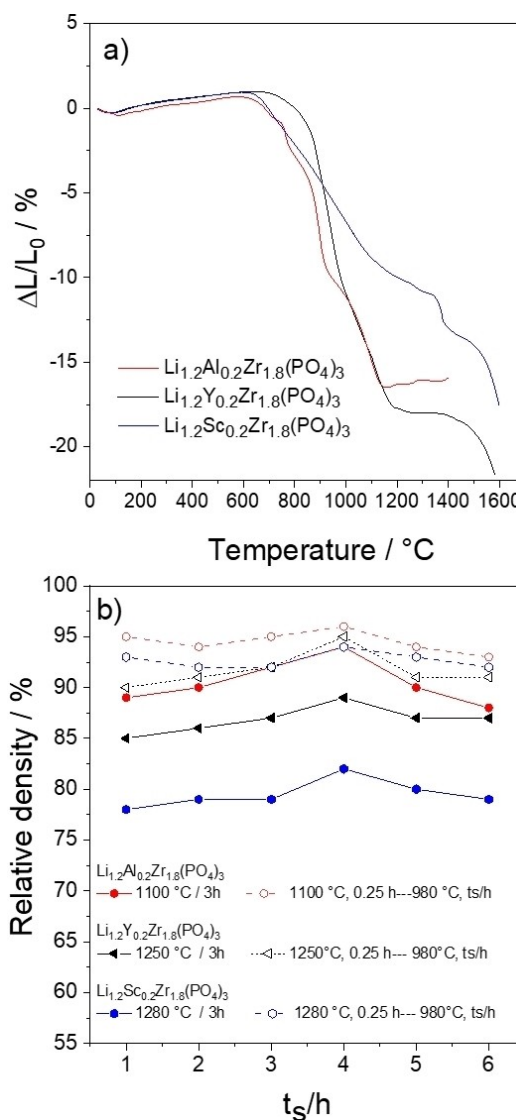 a)
5
0
-5
-10
-15
-20
ΔL/L₀ / %
Li₁.₂Al₀.₂Zr₁.₈(PO₄)₃
Li₁.₂Y₀.₂Zr₁.₈(PO₄)₃
Li₁.₂Sc₀.₂Zr₁.₈(PO₄)₃
0 200 400 600 800 1000 1200 1400 1600
Temperature / °C
b)
100
95
90
85
80
75
70
65
60
55
Relative density / %
Li₁.₂Al₀.₂Zr₁.₈(PO₄)₃
1100 °C / 3h 1100 °C, 0.25 h---980 °C, ts/h
Li₁.₂Y₀.₂Zr₁.₈(PO₄)₃
1250 °C / 3h 1250°C, 0.25 h--- 980°C, ts/h
Li₁.₂Sc₀.₂Zr₁.₈(PO₄)₃
1280 °C / 3h 1280 °C, 0.25 h--- 980°C, ts/h
1 2 3 4 5 6
tₛ/h